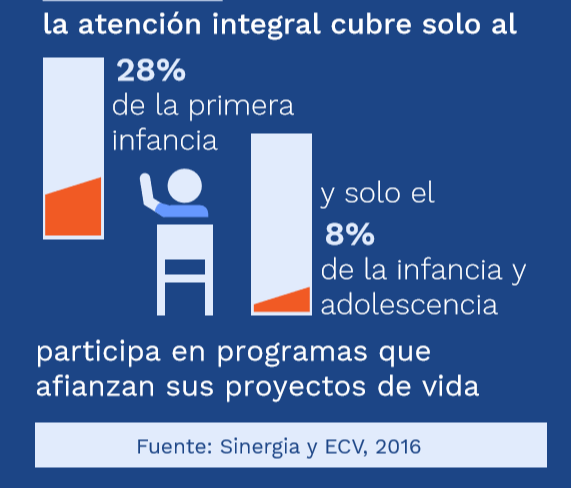 la atención integral cubre solo al
28%
de la primera
infancia
y solo el
8%
de la infancia y
adolescencia
participa en programas que
afianzan sus proyectos de vida
Fuente: Sinergia y ECV, 2016